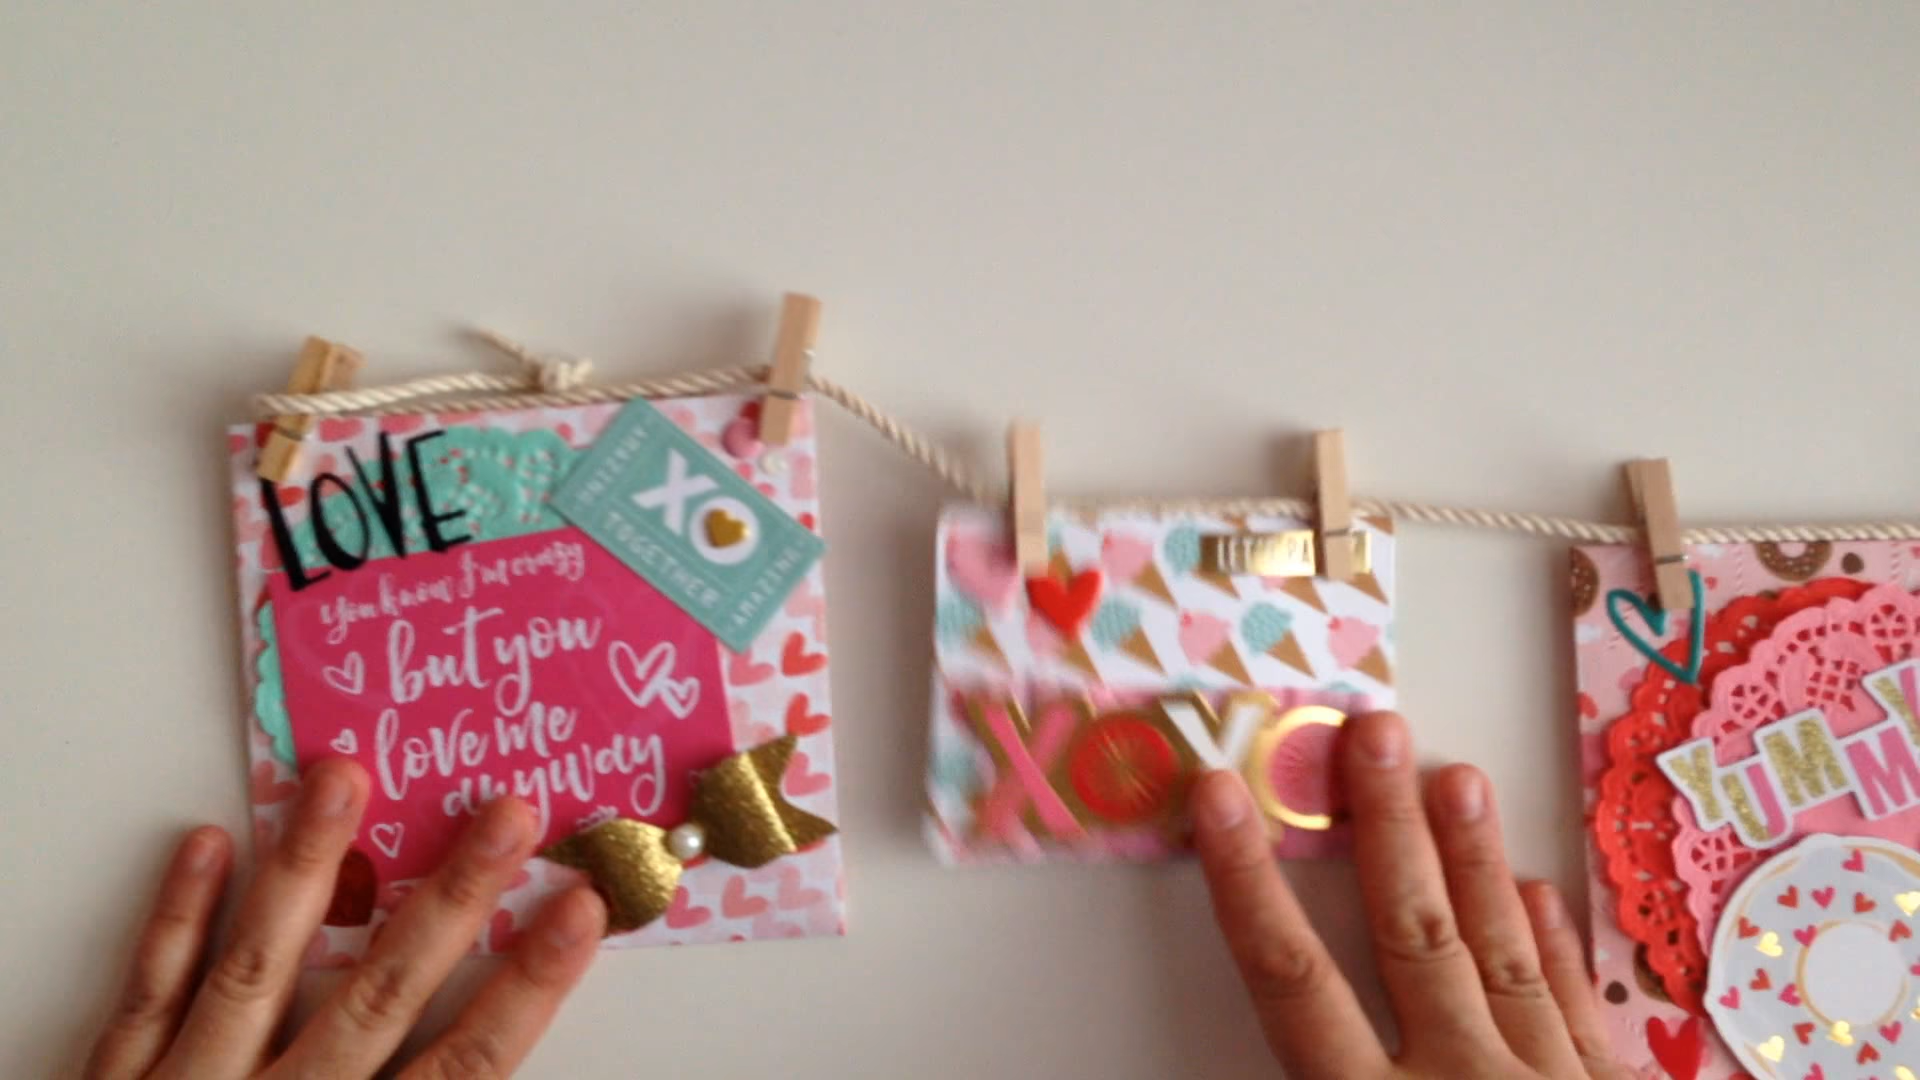 LOVE
You know I'm crazy
but you
love me
anyway
XO
TOGETHER
AMAZING
XOXO
YUMMY